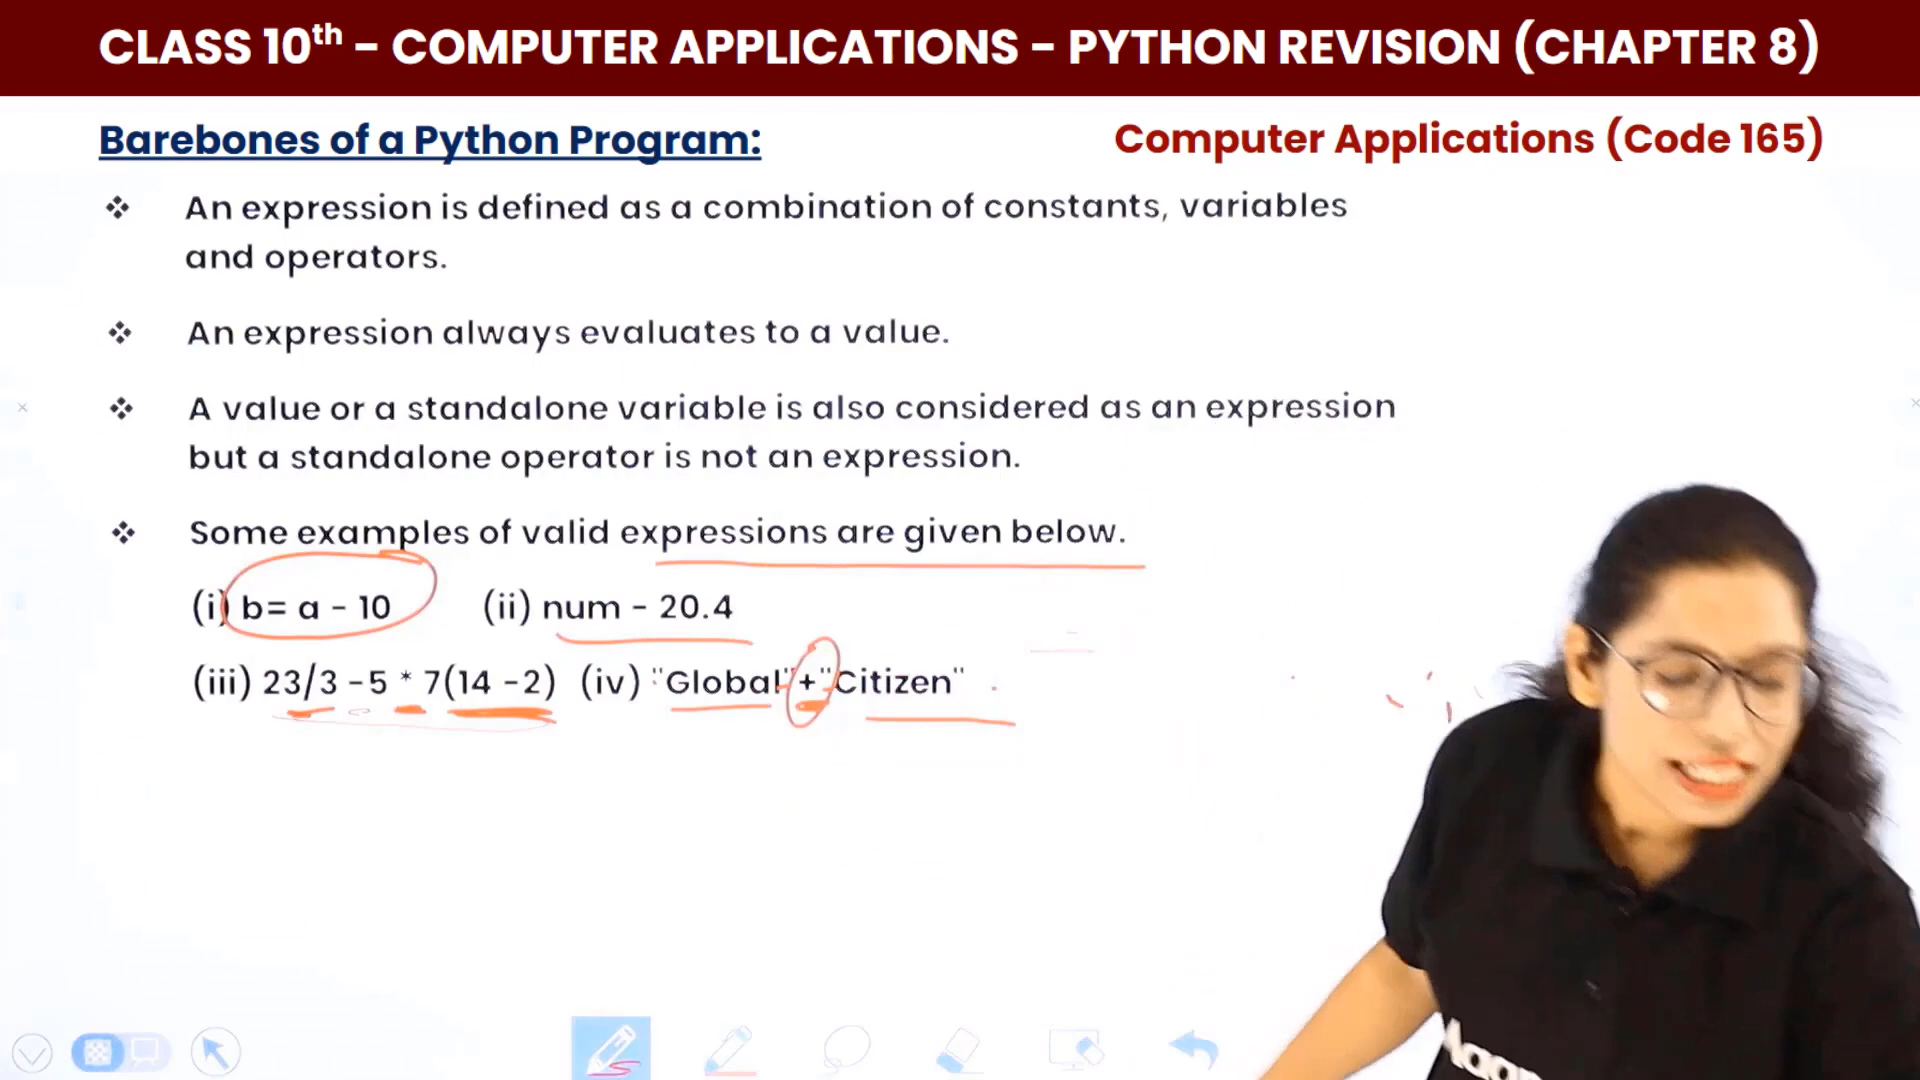 CLASS 10th – COMPUTER APPLICATIONS – PYTHON REVISION (CHAPTER 8)
Barebones of a Python Program:
Computer Applications (Code 165)
❖ An expression is defined as a combination of constants, variables
and operators.
❖ An expression always evaluates to a value.
❖ A value or a standalone variable is also considered as an expression
but a standalone operator is not an expression.
❖ Some examples of valid expressions are given below.
(i) b= a - 10 (ii) num - 20.4
(iii) 23/3 -5 * 7(14 -2) (iv) "Global"+"Citizen"